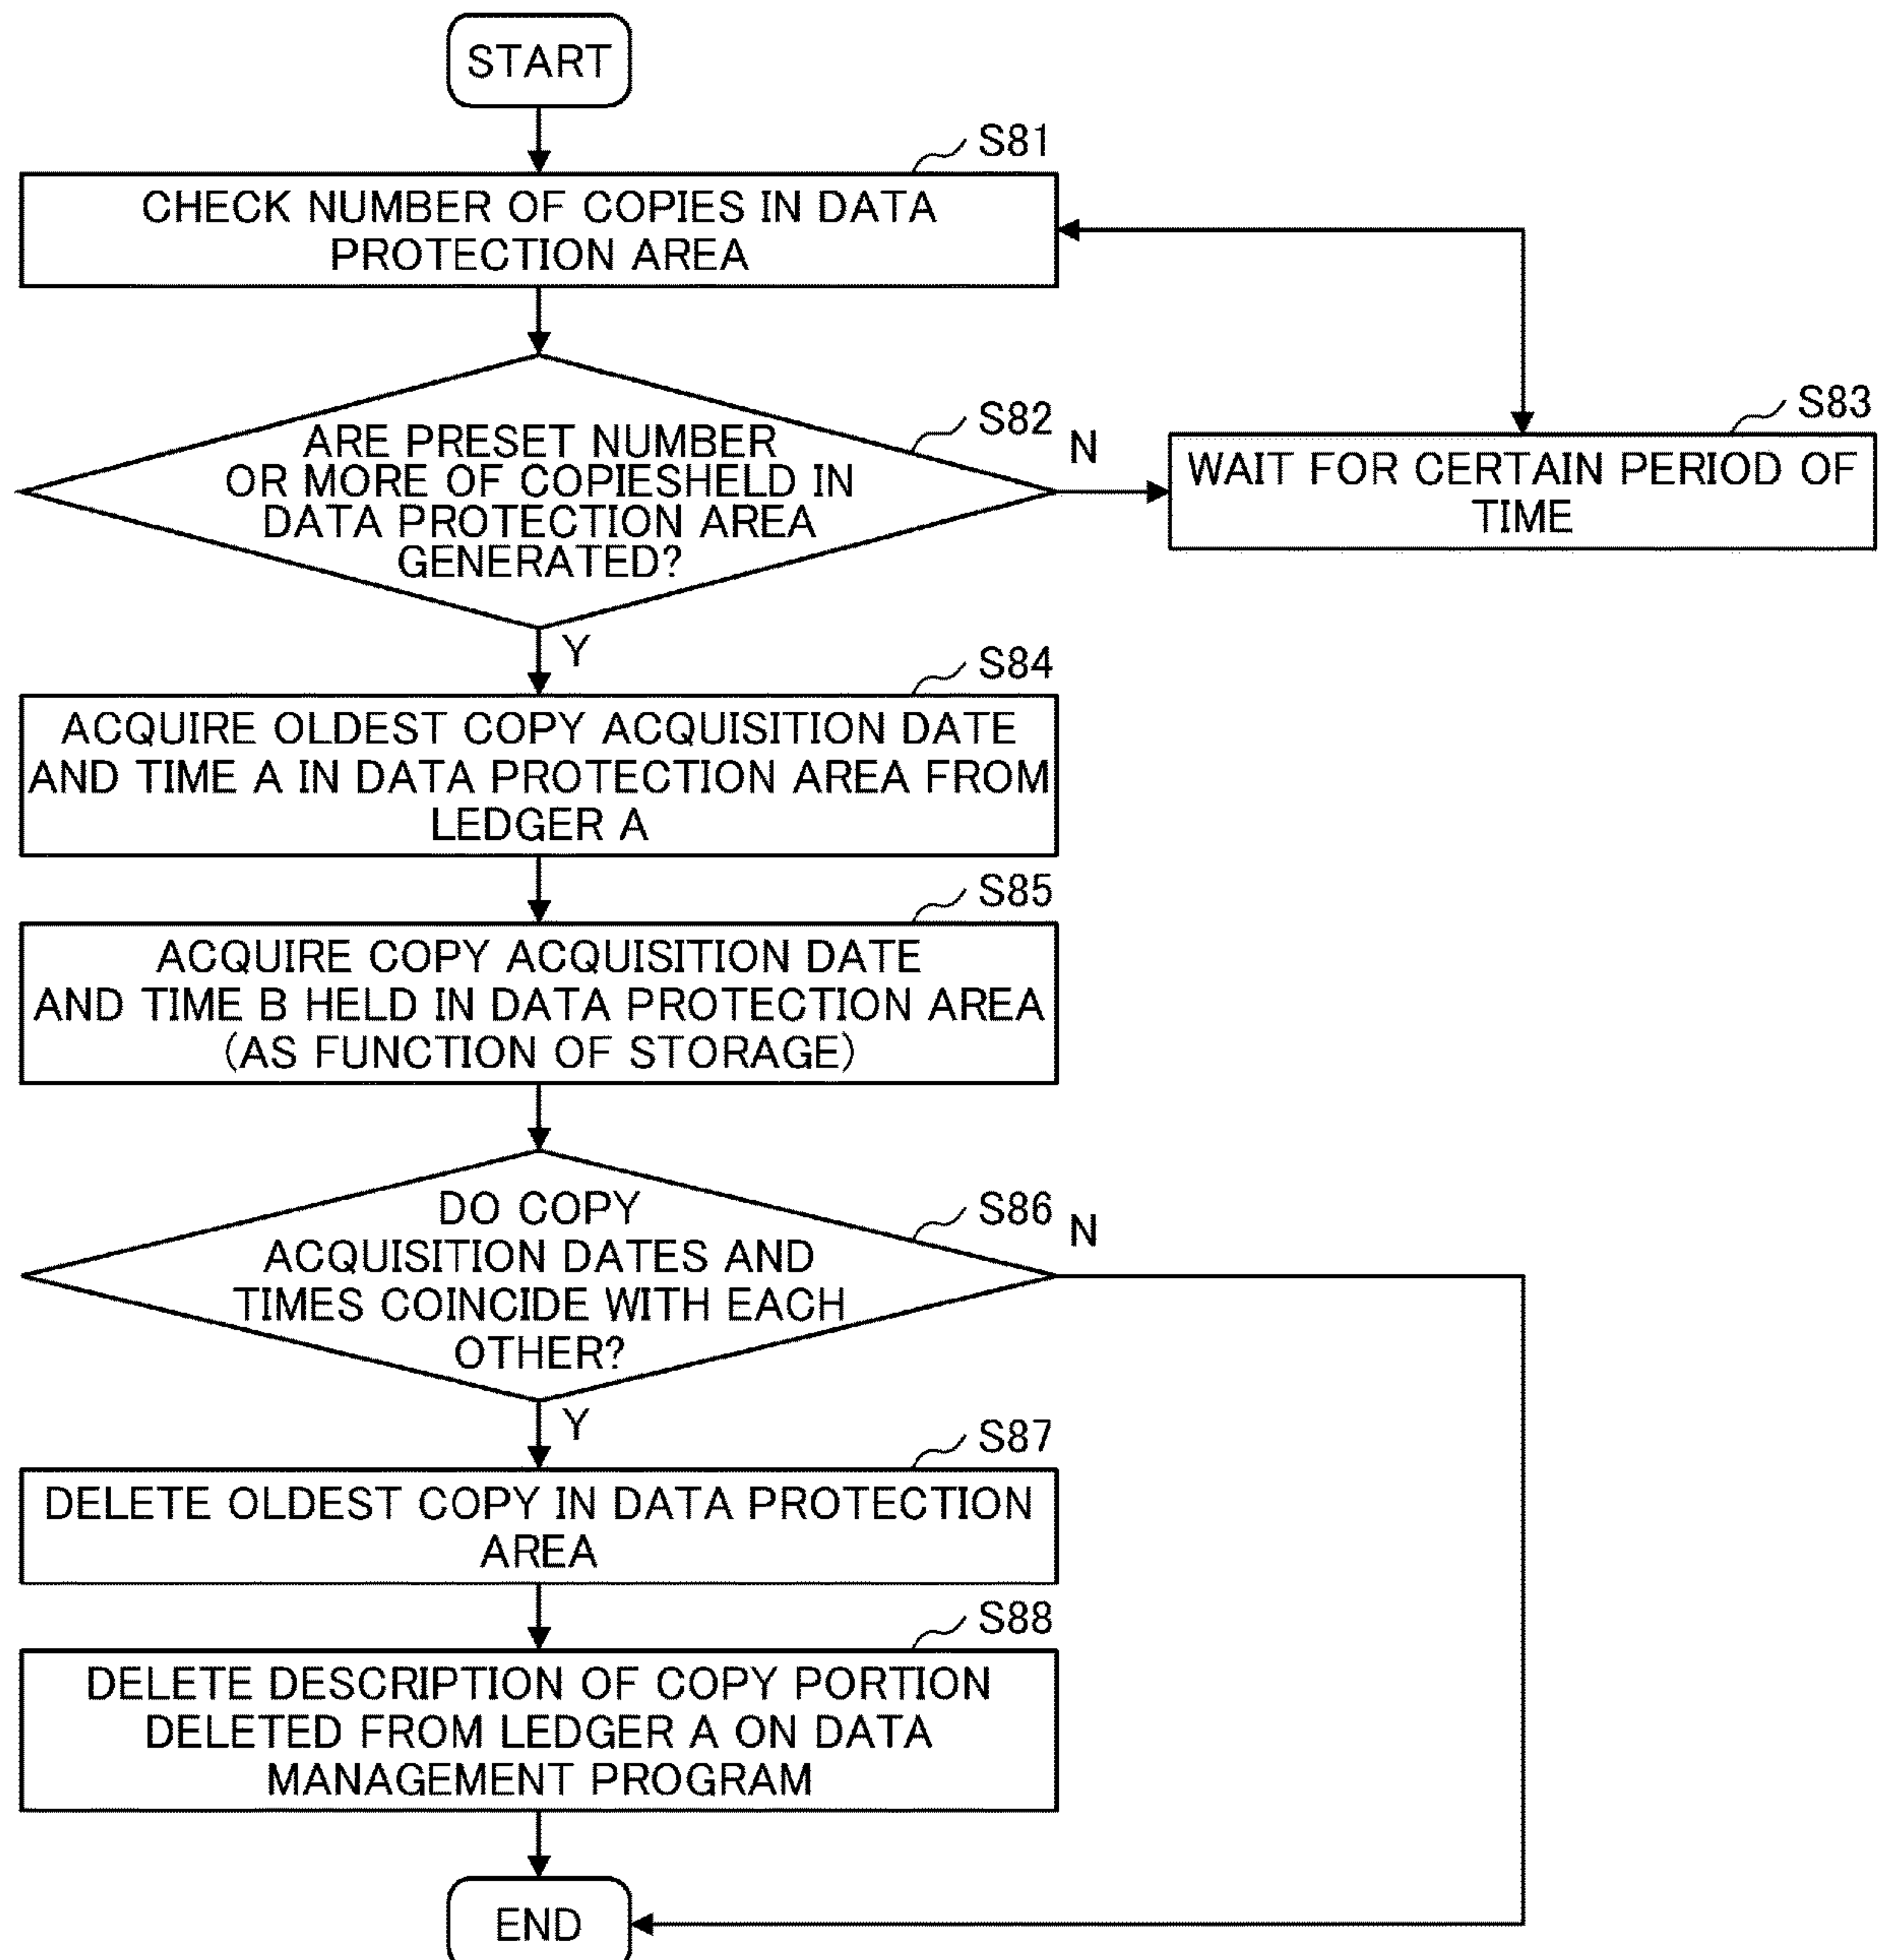 START
S81
CHECK NUMBER OF COPIES IN DATA
PROTECTION AREA
S82
ARE PRESET NUMBER
OR MORE OF COPIESHELD IN
DATA PROTECTION AREA
GENERATED?
N
S83
WAIT FOR CERTAIN PERIOD OF
TIME
Y
S84
ACQUIRE OLDEST COPY ACQUISITION DATE
AND TIME A IN DATA PROTECTION AREA FROM
LEDGER A
S85
ACQUIRE COPY ACQUISITION DATE
AND TIME B HELD IN DATA PROTECTION AREA
(AS FUNCTION OF STORAGE)
S86
DO COPY
ACQUISITION DATES AND
TIMES COINCIDE WITH EACH
OTHER?
N
Y
S87
DELETE OLDEST COPY IN DATA PROTECTION
AREA
S88
DELETE DESCRIPTION OF COPY PORTION
DELETED FROM LEDGER A ON DATA
MANAGEMENT PROGRAM
END